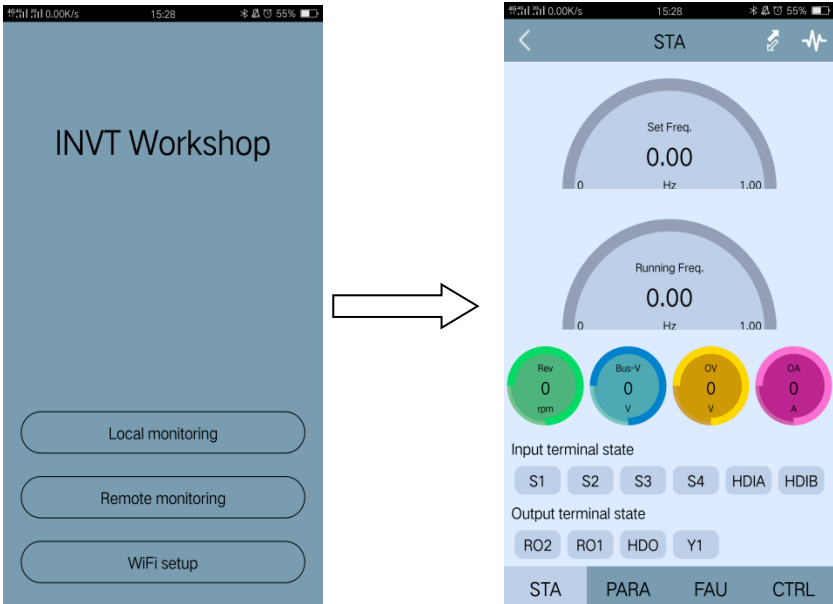 0.00K/s 15:28 55%
INVT Workshop
Local monitoring
Remote monitoring
WiFi setup
0.00K/s 15:28 55%
STA
Set Freq.
0.00
0 Hz 1.00
Running Freq.
0.00
0 Hz 1.00
Rev Bus-V OV OA
0 0 0 0
rpm V V A
Input terminal state
S1 S2 S3 S4 HDIA HDIB
Output terminal state
RO2 RO1 HDO Y1
STA PARA FAU CTRL